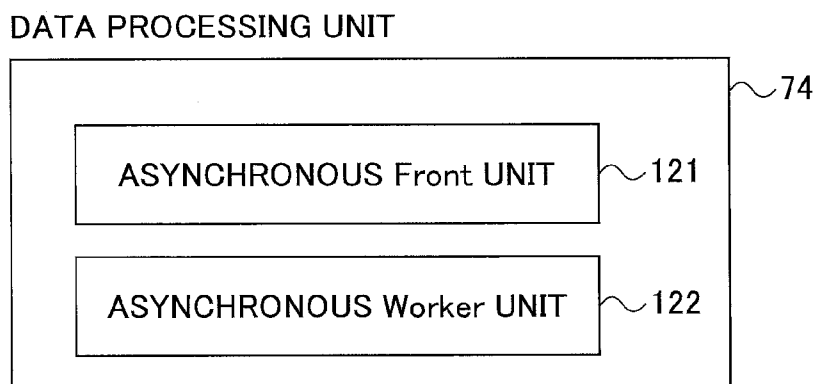 DATA PROCESSING UNIT
74
ASYNCHRONOUS Front UNIT 121
ASYNCHRONOUS Worker UNIT 122